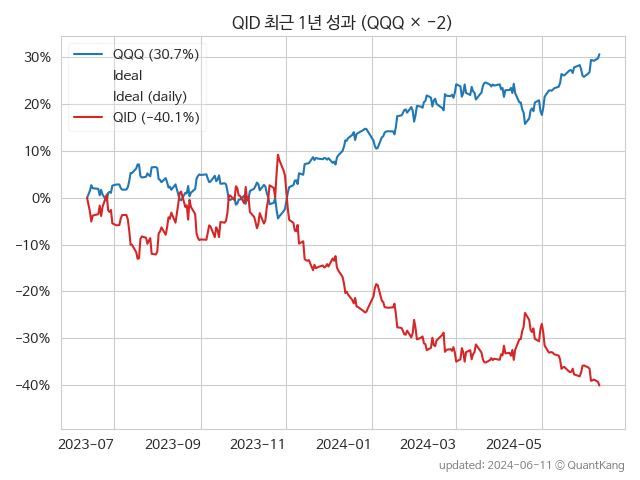 QID 최근 1년 성과 (QQQ × −2)
QQQ (30.7%)
Ideal
Ideal (daily)
QID (−40.1%)
30%
20%
10%
0%
−10%
−20%
−30%
−40%
2023−07 2023−09 2023−11 2024−01 2024−03 2024−05
updated: 2024-06-11 © QuantKang